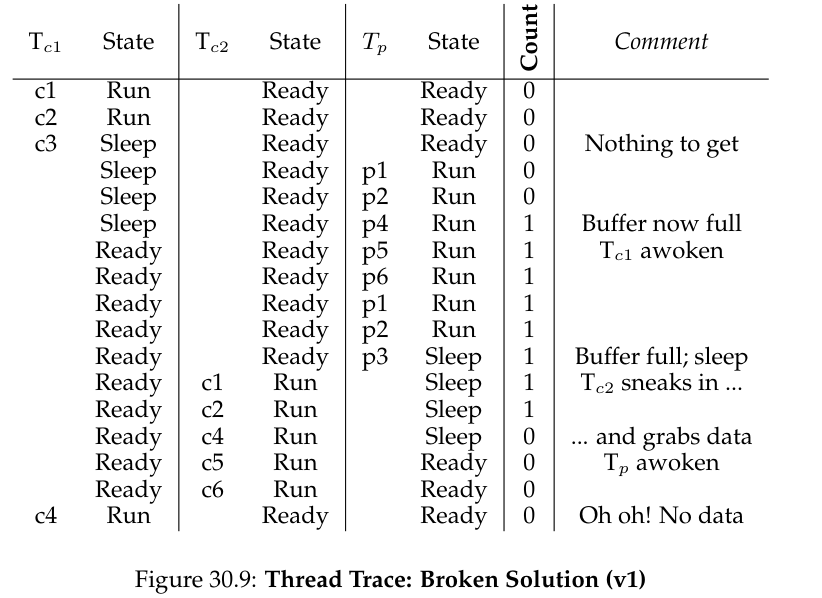 T_c1 State T_c2 State T_p State Count Comment
c1 Run Ready Ready 0
c2 Run Ready Ready 0
c3 Sleep Ready Ready 0 Nothing to get
Sleep Ready p1 Run 0
Sleep Ready p2 Run 0
Sleep Ready p4 Run 1 Buffer now full
Ready Ready p5 Run 1 T_c1 awoken
Ready Ready p6 Run 1
Ready Ready p1 Run 1
Ready Ready p2 Run 1
Ready Ready p3 Sleep 1 Buffer full; sleep
Ready c1 Run Sleep 1 T_c2 sneaks in ...
Ready c2 Run Sleep 1
Ready c4 Run Sleep 0 ... and grabs data
Ready c5 Run Ready 0 T_p awoken
Ready c6 Run Ready 0
c4 Run Ready Ready 0 Oh oh! No data
Figure 30.9: Thread Trace: Broken Solution (v1)